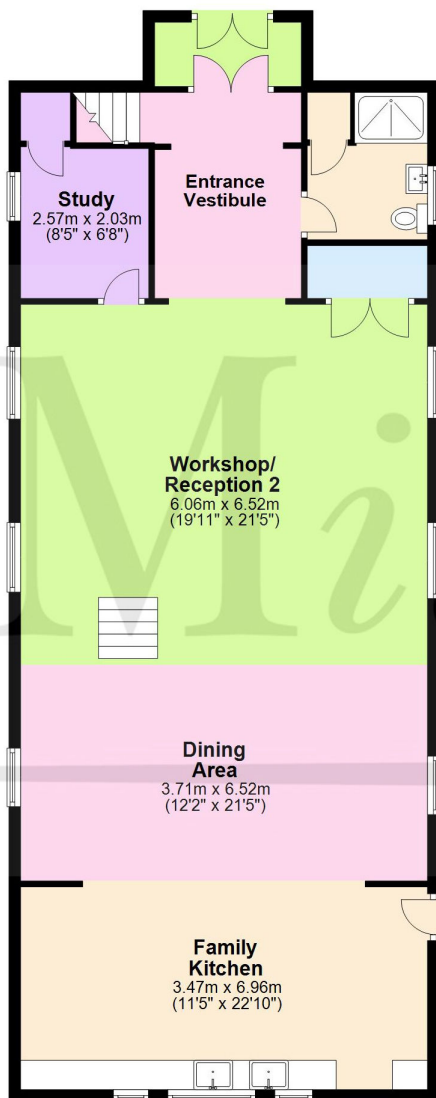 Entrance
Vestibule
Study
2.57m x 2.03m
(8'5" x 6'8")
Workshop/
Reception 2
6.06m x 6.52m
(19'11" x 21'5")
Mi
Dining
Area
3.71m x 6.52m
(12'2" x 21'5")
Family
Kitchen
3.47m x 6.96m
(11'5" x 22'10")